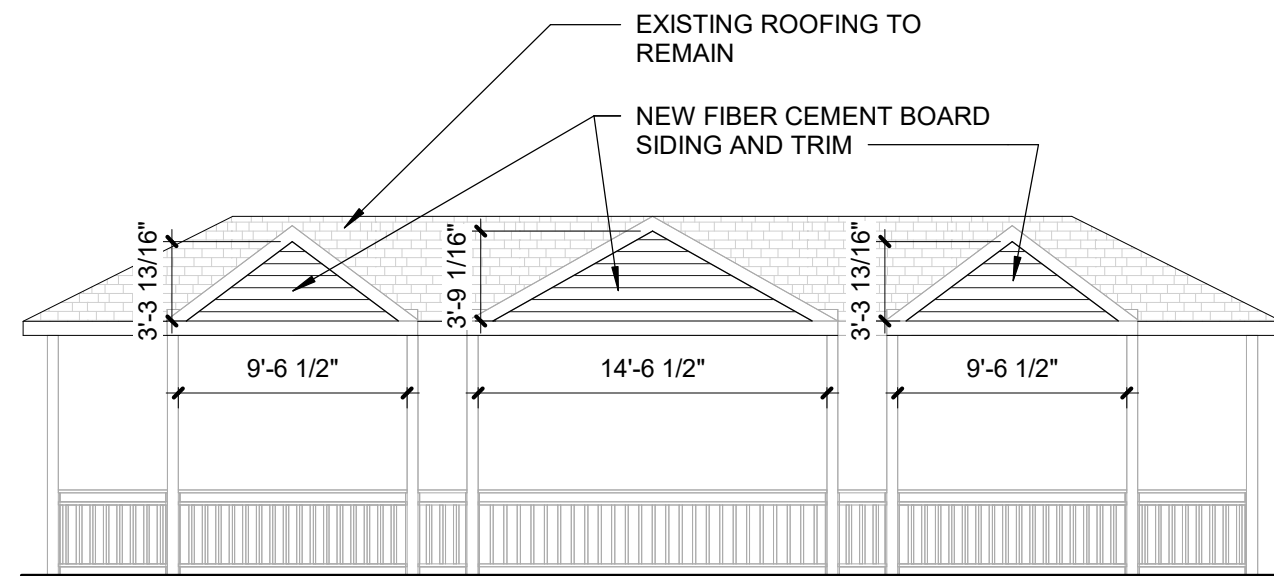 EXISTING ROOFING TO
REMAIN
NEW FIBER CEMENT BOARD
SIDING AND TRIM
3'-3 13/16"
3'-9 1/16"
3'-3 13/16"
9'-6 1/2"
14'-6 1/2"
9'-6 1/2"